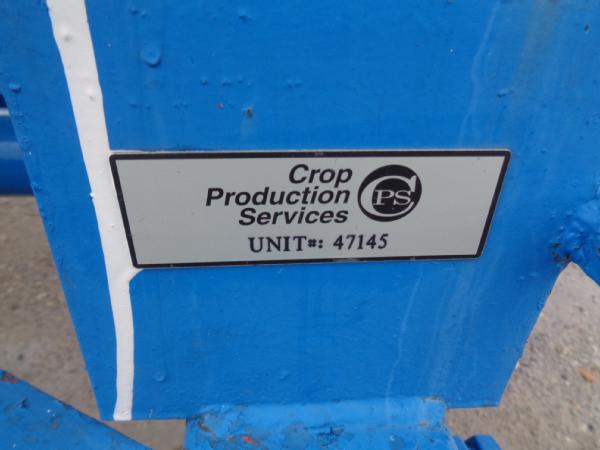 Crop
Production
Services
CPS
UNIT#: 47145